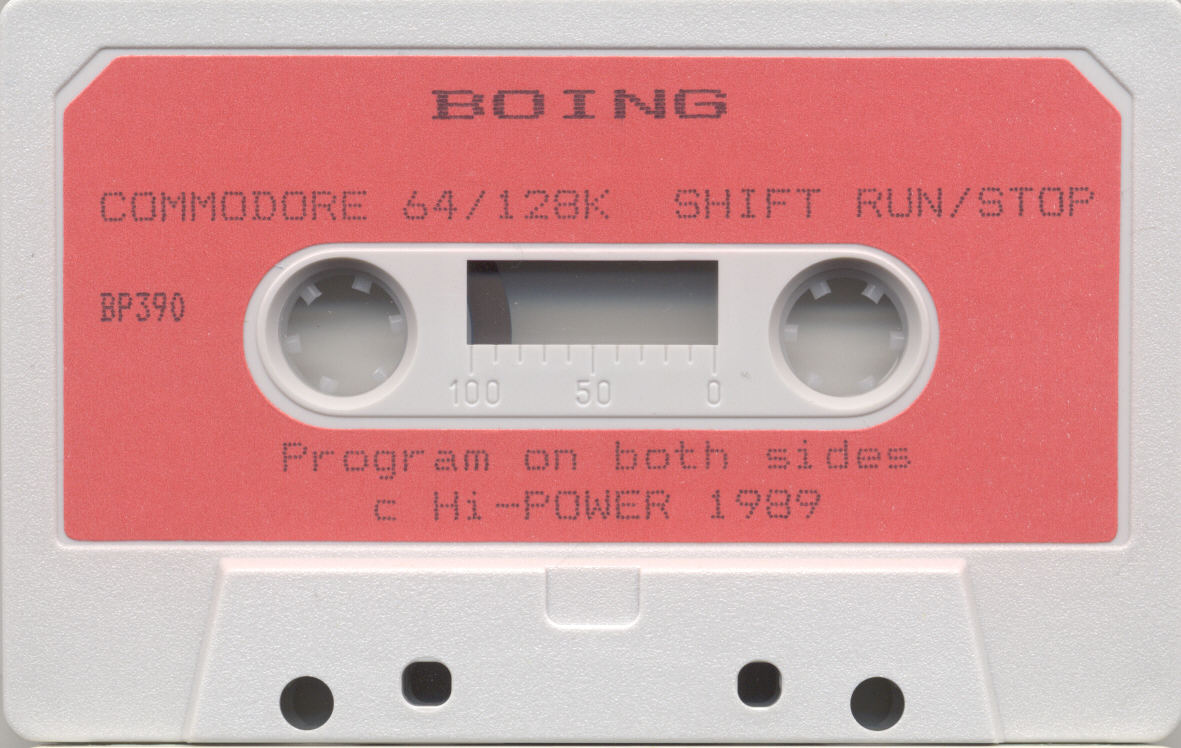 BOING
COMMODORE 64/128K SHIFT RUN/STOP
BP390
100 50 0
Program on both sides
c Hi-POWER 1989